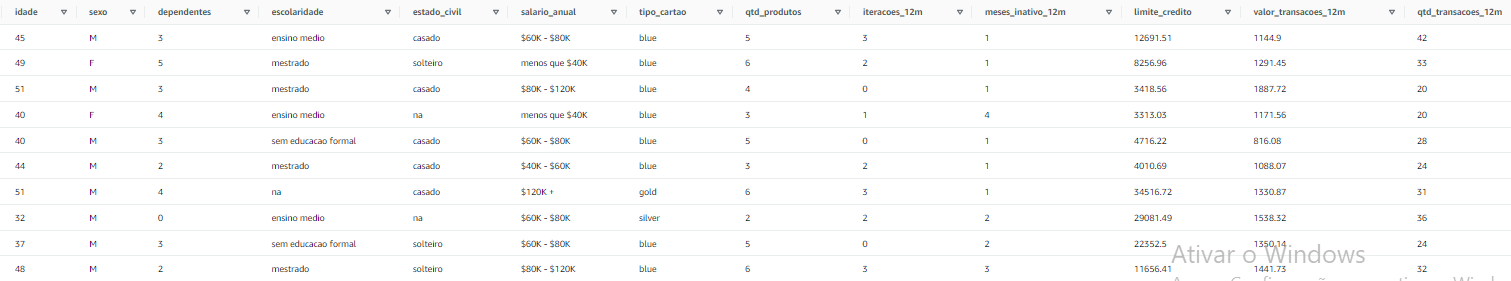 idade sexo dependentes escolaridade estado_civil salario_anual tipo_cartao qtd_produtos iteracoes_12m meses_inativo_12m limite_credito valor_transacoes_12m qtd_transacoes_12m
45 M 3 ensino medio casado $60K - $80K blue 5 3 1 12691.51 1144.9 42
49 F 5 mestrado solteiro menos que $40K blue 6 2 1 8256.96 1291.45 33
51 M 3 mestrado casado $80K - $120K blue 4 0 1 3418.56 1887.72 20
40 F 4 ensino medio na menos que $40K blue 3 1 4 3313.03 1171.56 20
40 M 3 sem educacao formal casado $60K - $80K blue 5 0 1 4716.22 816.08 28
44 M 2 mestrado casado $40K - $60K blue 3 2 1 4010.69 1088.07 24
51 M 4 na casado $120K + gold 6 3 1 34516.72 1330.87 31
32 M 0 ensino medio na $60K - $80K silver 2 2 2 29081.49 1538.32 36
37 M 3 sem educacao formal solteiro $60K - $80K blue 5 0 2 22352.5 1350.14 24
Ativar o Windows
48 M 2 mestrado solteiro $80K - $120K blue 6 3 3 11656.41 1441.73 32